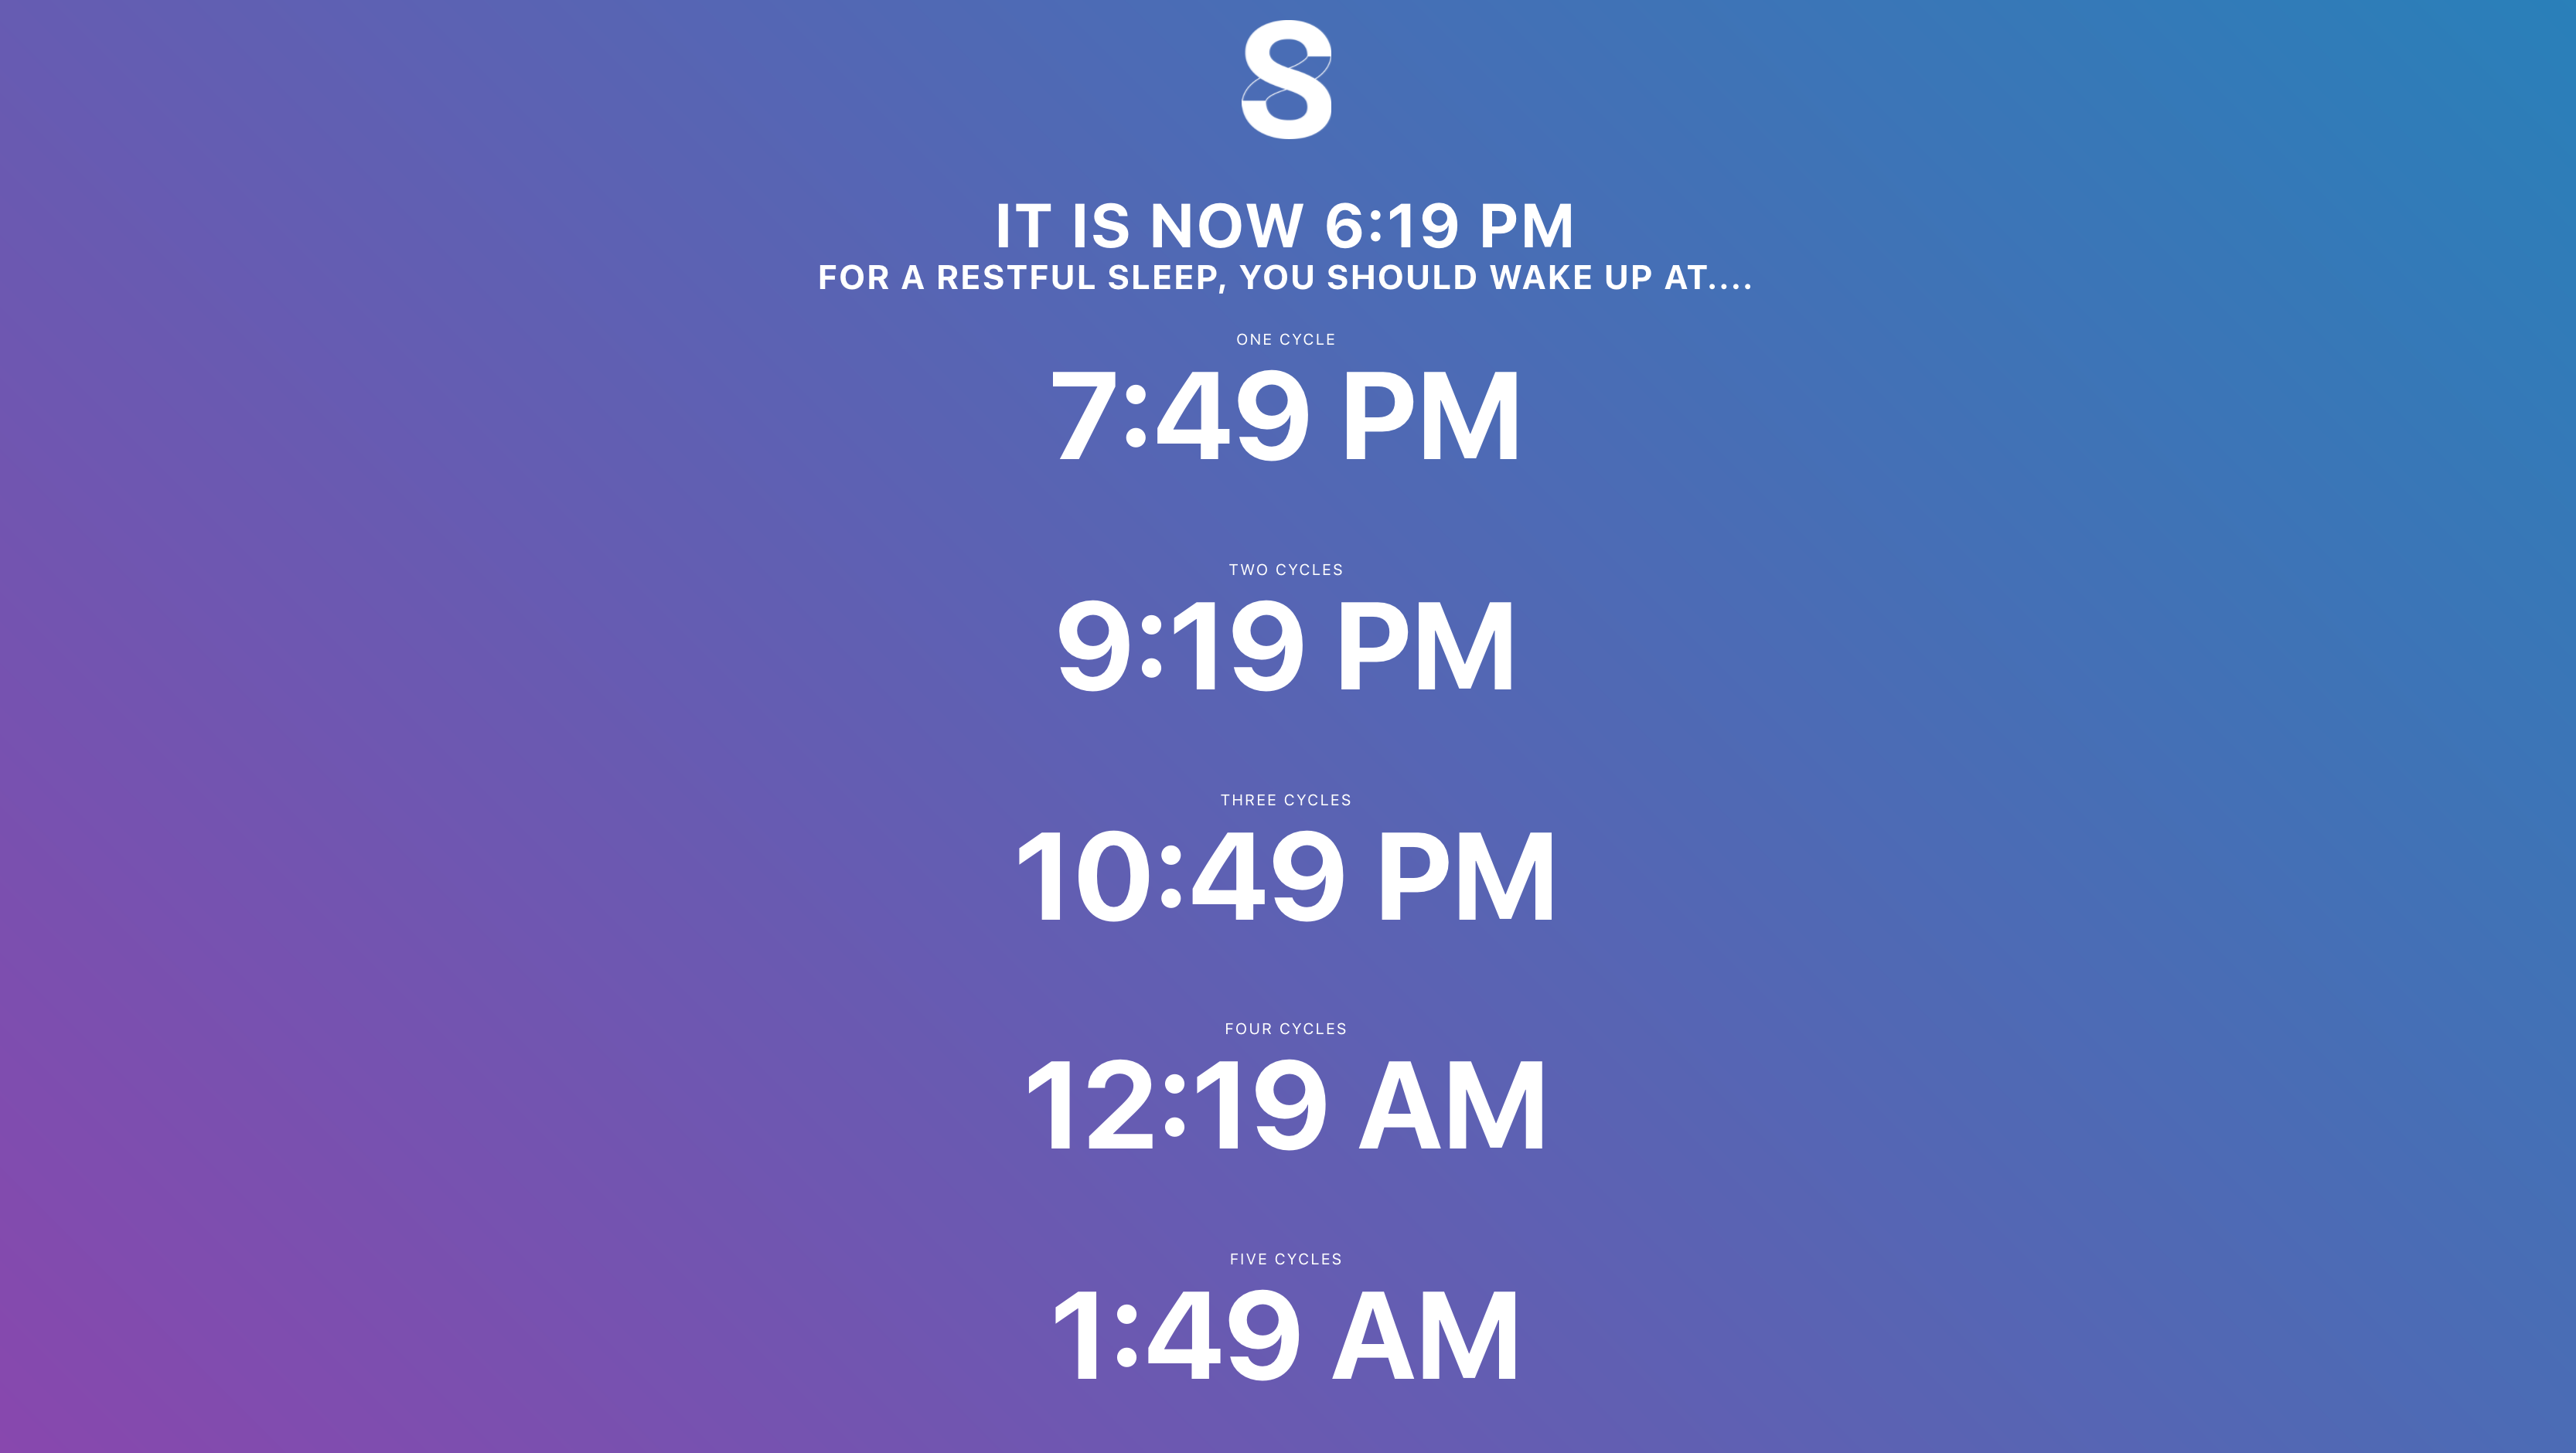 S
IT IS NOW 6:19 PM
FOR A RESTFUL SLEEP, YOU SHOULD WAKE UP AT....
ONE CYCLE
7:49 PM
TWO CYCLES
9:19 PM
THREE CYCLES
10:49 PM
FOUR CYCLES
12:19 AM
FIVE CYCLES
1:49 AM